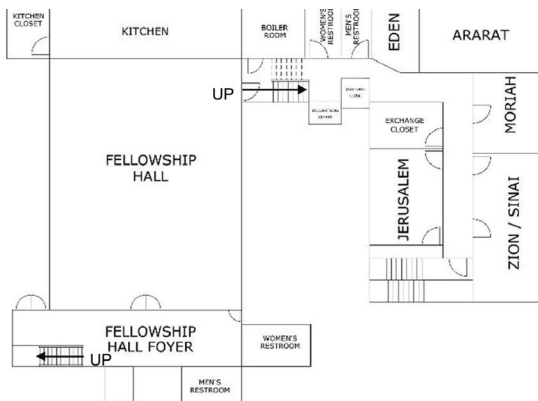 KITCHEN
CLOSET
KITCHEN
BOILER
ROOM
WOMEN'S
RESTROOM
MEN'S
RESTROOM
EDEN
ARARAT
UP
MORIAH
EXCHANGE
CLOSET
FELLOWSHIP
HALL
JERUSALEM
ZION / SINAI
FELLOWSHIP
HALL FOYER
WOMEN'S
RESTROOM
UP
MEN'S
RESTROOM